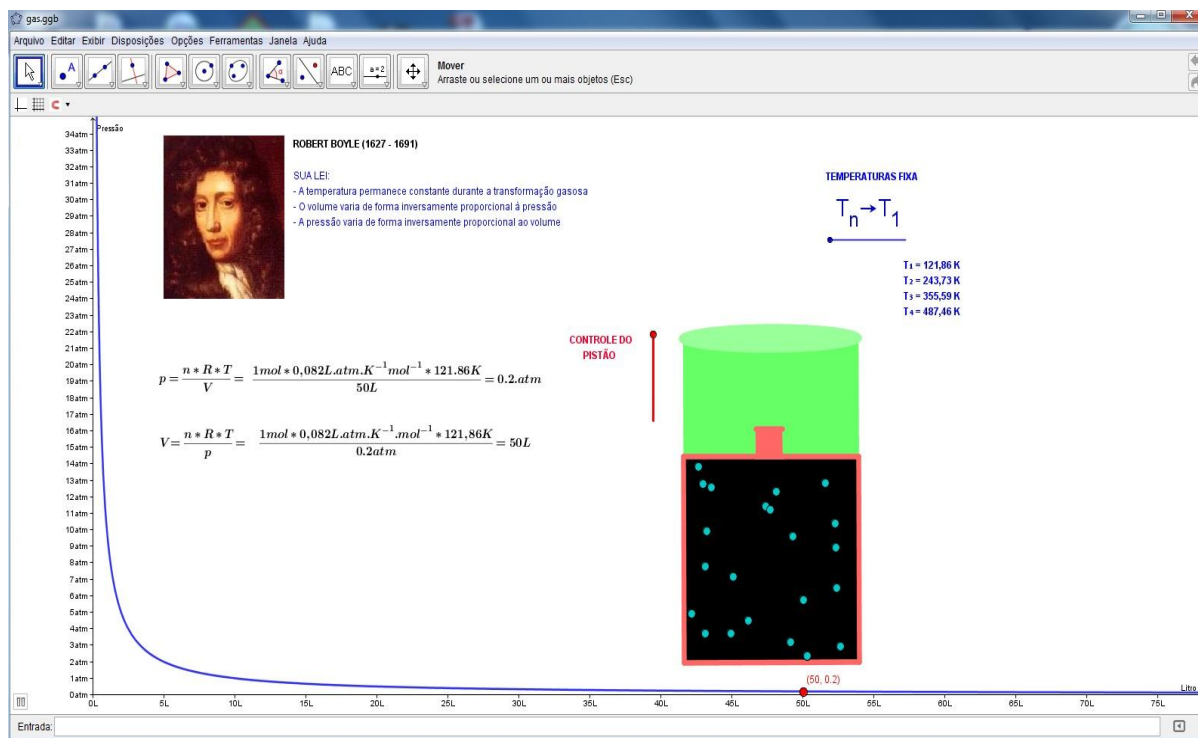 gas.ggb
Arquivo Editar Exibir Disposições Opções Ferramentas Janela Ajuda
A
ABC
a=2
Mover
Arraste ou selecione um ou mais objetos (Esc)
Pressão
34atm
33atm
32atm
31atm
30atm
29atm
28atm
27atm
26atm
25atm
24atm
23atm
22atm
21atm
20atm
19atm
18atm
17atm
16atm
15atm
14atm
13atm
12atm
11atm
10atm
9atm
8atm
7atm
6atm
5atm
4atm
3atm
2atm
1atm
0atm
ROBERT BOYLE (1627 - 1691)
SUA LEI:
- A temperatura permanece constante durante a transformação gasosa
- O volume varia de forma inversamente proporcional à pressão
- A pressão varia de forma inversamente proporcional ao volume
TEMPERATURAS FIXA
Tn→T1
T1 = 121,86 K
T2 = 243,73 K
T3 = 355,59 K
T4 = 487,46 K
CONTROLE DO
PISTÃO
p = n * R * T / V = 1mol * 0,082L.atm.K^-1mol^-1 * 121.86K / 50L = 0.2.atm
V = n * R * T / p = 1mol * 0,082L.atm.K^-1.mol^-1 * 121,86K / 0.2atm = 50L
(50, 0.2)
Litro
0L 5L 10L 15L 20L 25L 30L 35L 40L 45L 50L 55L 60L 65L 70L 75L
Entrada: